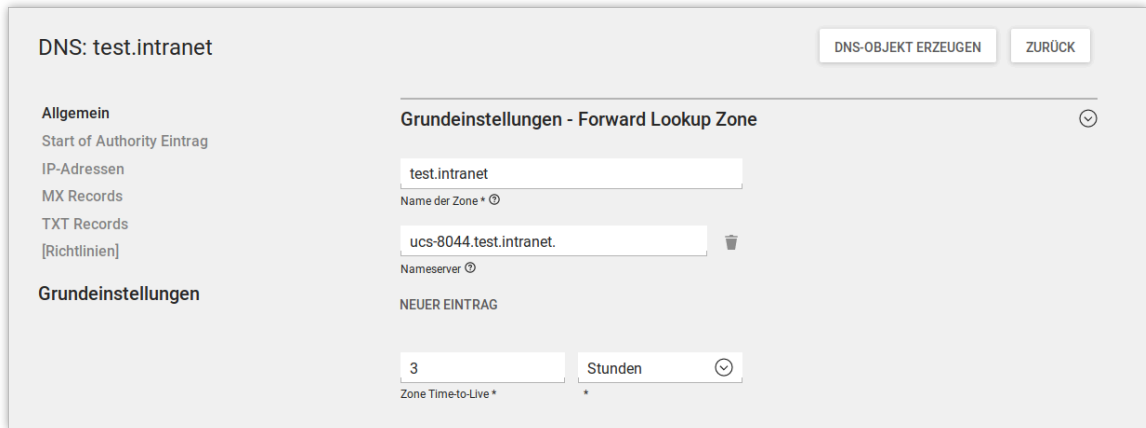 DNS: test.intranet
DNS-OBJEKT ERZEUGEN
ZURÜCK
Allgemein
Start of Authority Eintrag
IP-Adressen
MX Records
TXT Records
[Richtlinien]
Grundeinstellungen
Grundeinstellungen - Forward Lookup Zone
test.intranet
Name der Zone *
ucs-8044.test.intranet.
Nameserver
NEUER EINTRAG
3
Stunden
Zone Time-to-Live *
*